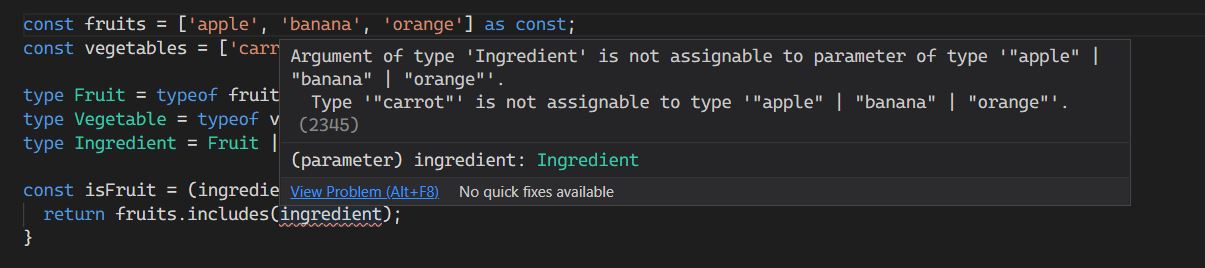 const fruits = ['apple', 'banana', 'orange'] as const;
const vegetables = ['carr
Argument of type 'Ingredient' is not assignable to parameter of type '"apple" |
"banana" | "orange"'.
Type '"carrot"' is not assignable to type '"apple" | "banana" | "orange"'.
(2345)
(parameter) ingredient: Ingredient
View Problem (Alt+F8) No quick fixes available
type Fruit = typeof fruit
type Vegetable = typeof v
type Ingredient = Fruit |
const isFruit = (ingredie
return fruits.includes(ingredient);
}